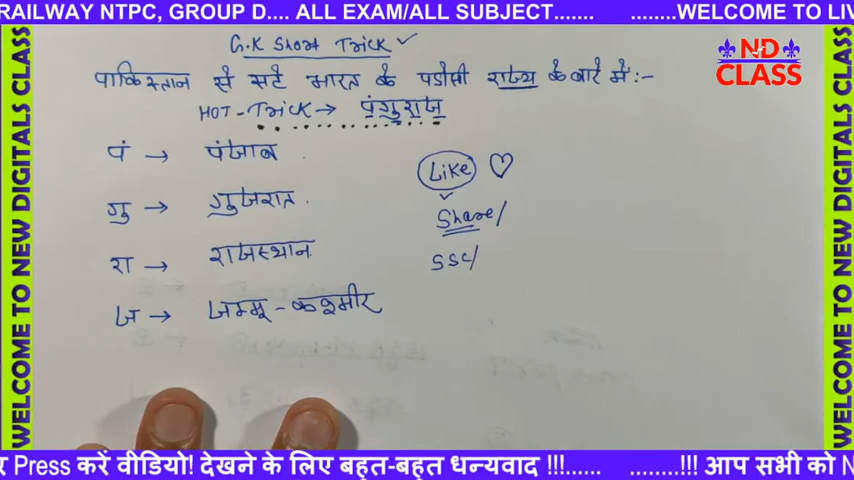 RAILWAY NTPC, GROUP D.... ALL EXAM/ALL SUBJECT....... ........WELCOME TO LIV
G.K Short Trick ✓
ND
CLASS
पाकिस्तान से सटे भारत के पडोसी राज्य के बारे में:-
HOT-Trick → पंगुराज
पं → पंजाब
Like ♡
गु → गुजरात
Share/
रा → राजस्थान
SSC/
ज → जम्मू-कश्मीर
WELCOME TO NEW DIGITALS CLASS
WELCOME TO NEW DIGITALS CLASS
र Press करें वीडियो! देखने के लिए बहत-बहत धन्यवाद !!!...... ........!!! आप सभी को N